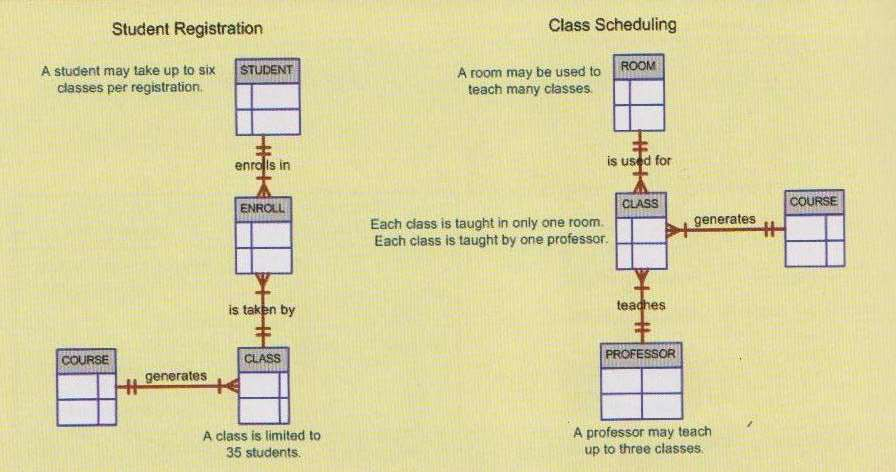 Student Registration
A student may take up to six
classes per registration.
STUDENT
enrolls in
ENROLL
is taken by
COURSE
generates
CLASS
A class is limited to
35 students.
Class Scheduling
A room may be used to
teach many classes.
ROOM
is used for
CLASS
generates
COURSE
Each class is taught in only one room.
Each class is taught by one professor.
teaches
PROFESSOR
A professor may teach
up to three classes.